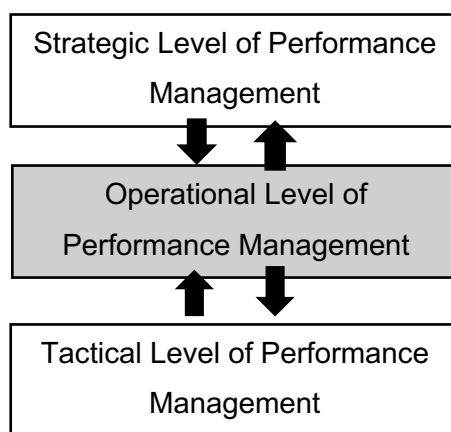 Strategic Level of Performance
Management
Operational Level of
Performance Management
Tactical Level of Performance
Management